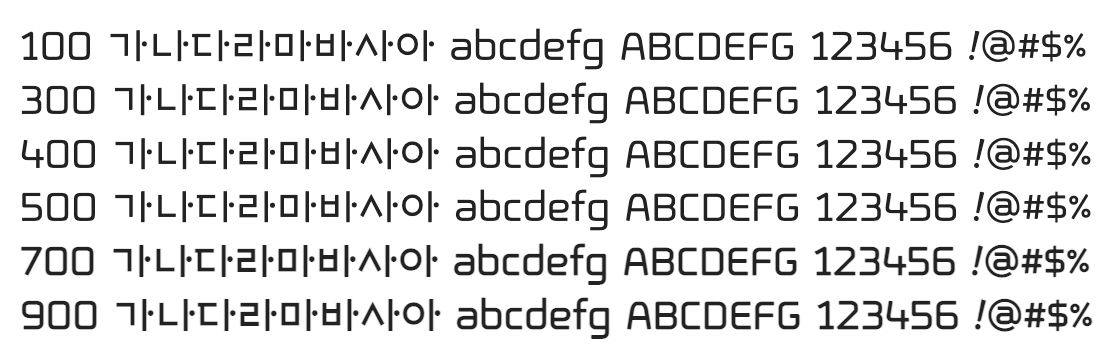 100 가나다라마바사아 abcdefg ABCDEFG 123456 !@#$%
300 가나다라마바사아 abcdefg ABCDEFG 123456 !@#$%
400 가나다라마바사아 abcdefg ABCDEFG 123456 !@#$%
500 가나다라마바사아 abcdefg ABCDEFG 123456 !@#$%
700 가나다라마바사아 abcdefg ABCDEFG 123456 !@#$%
900 가나다라마바사아 abcdefg ABCDEFG 123456 !@#$%